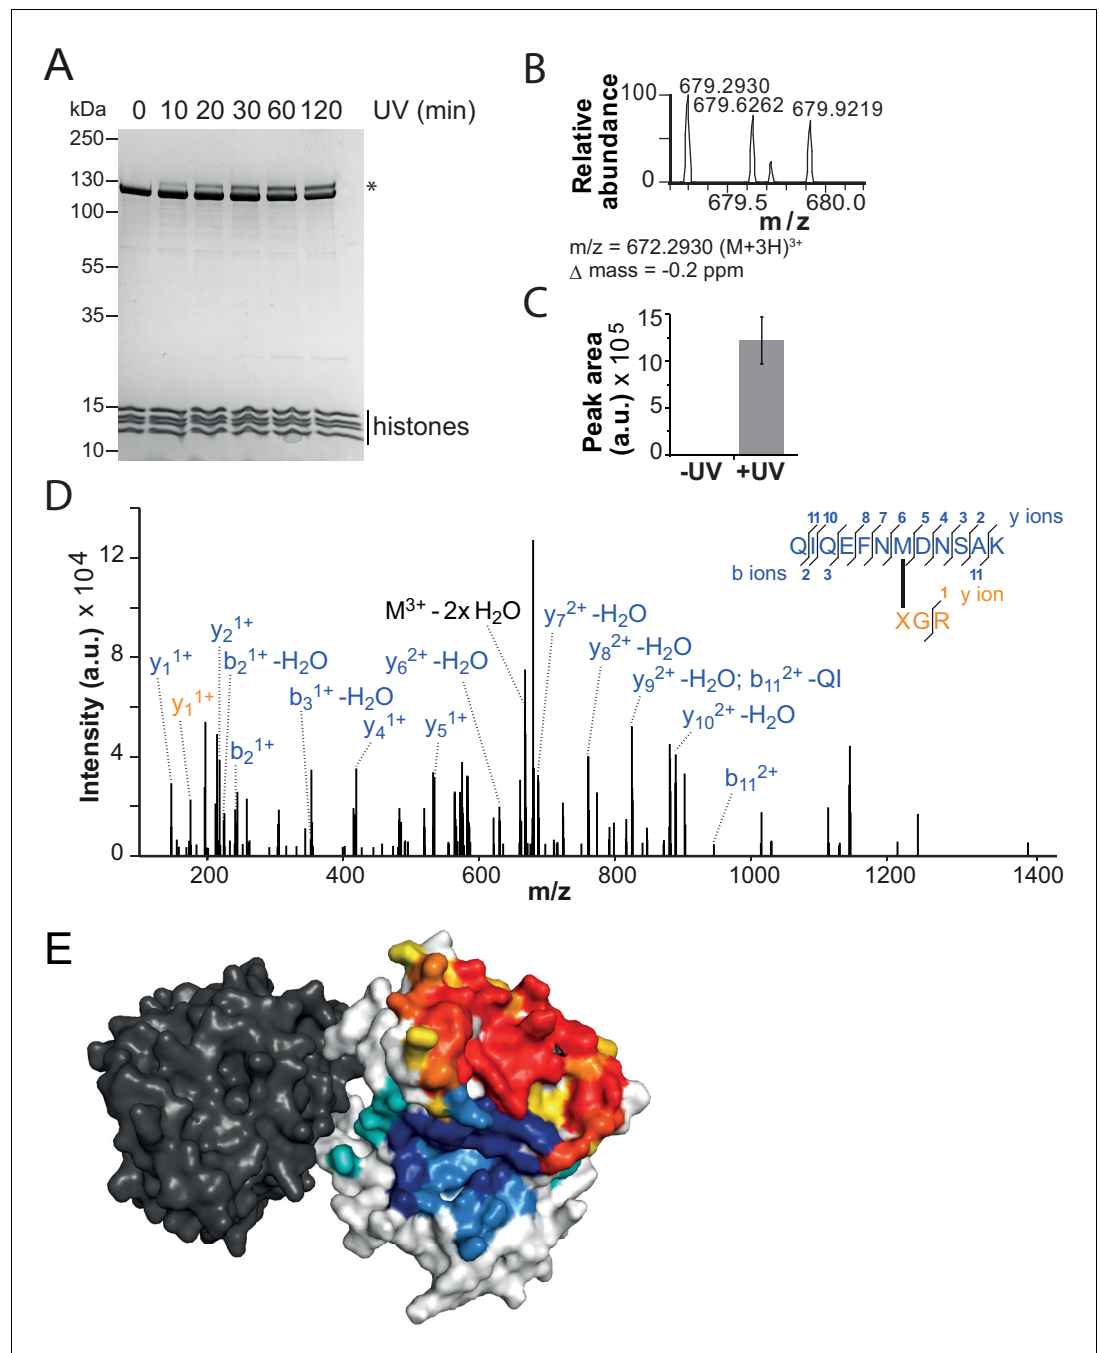 A
kDa 0 10 20 30 60 120 UV (min)
250
130
*
100
55
35
15
histones
10
B
Relative abundance
100
0
679.2930
679.6262 679.9219
679.5 680.0
m/z
m/z = 672.2930 (M+3H)3+
Δ mass = -0.2 ppm
C
Peak area (a.u.) x 10^5
15
10
5
0
-UV +UV
D
Intensity (a.u.) x 10^4
12
8
4
0
y1 1+
y1 1+
y2 1+
b2 1+ -H2O
b2 1+
b3 1+ -H2O
y4 1+
M3+ - 2x H2O
y6 2+ -H2O
y5 1+
y7 2+ -H2O
y8 2+ -H2O
y9 2+ -H2O; b11 2+ -QI
y10 2+ -H2O
b11 2+
11 10 8 7 6 5 4 3 2 y ions
QIQEFNMDNSAK
b ions 2 3 11
1 y ion
XGR
200 400 600 800 1000 1200 1400
m/z
E